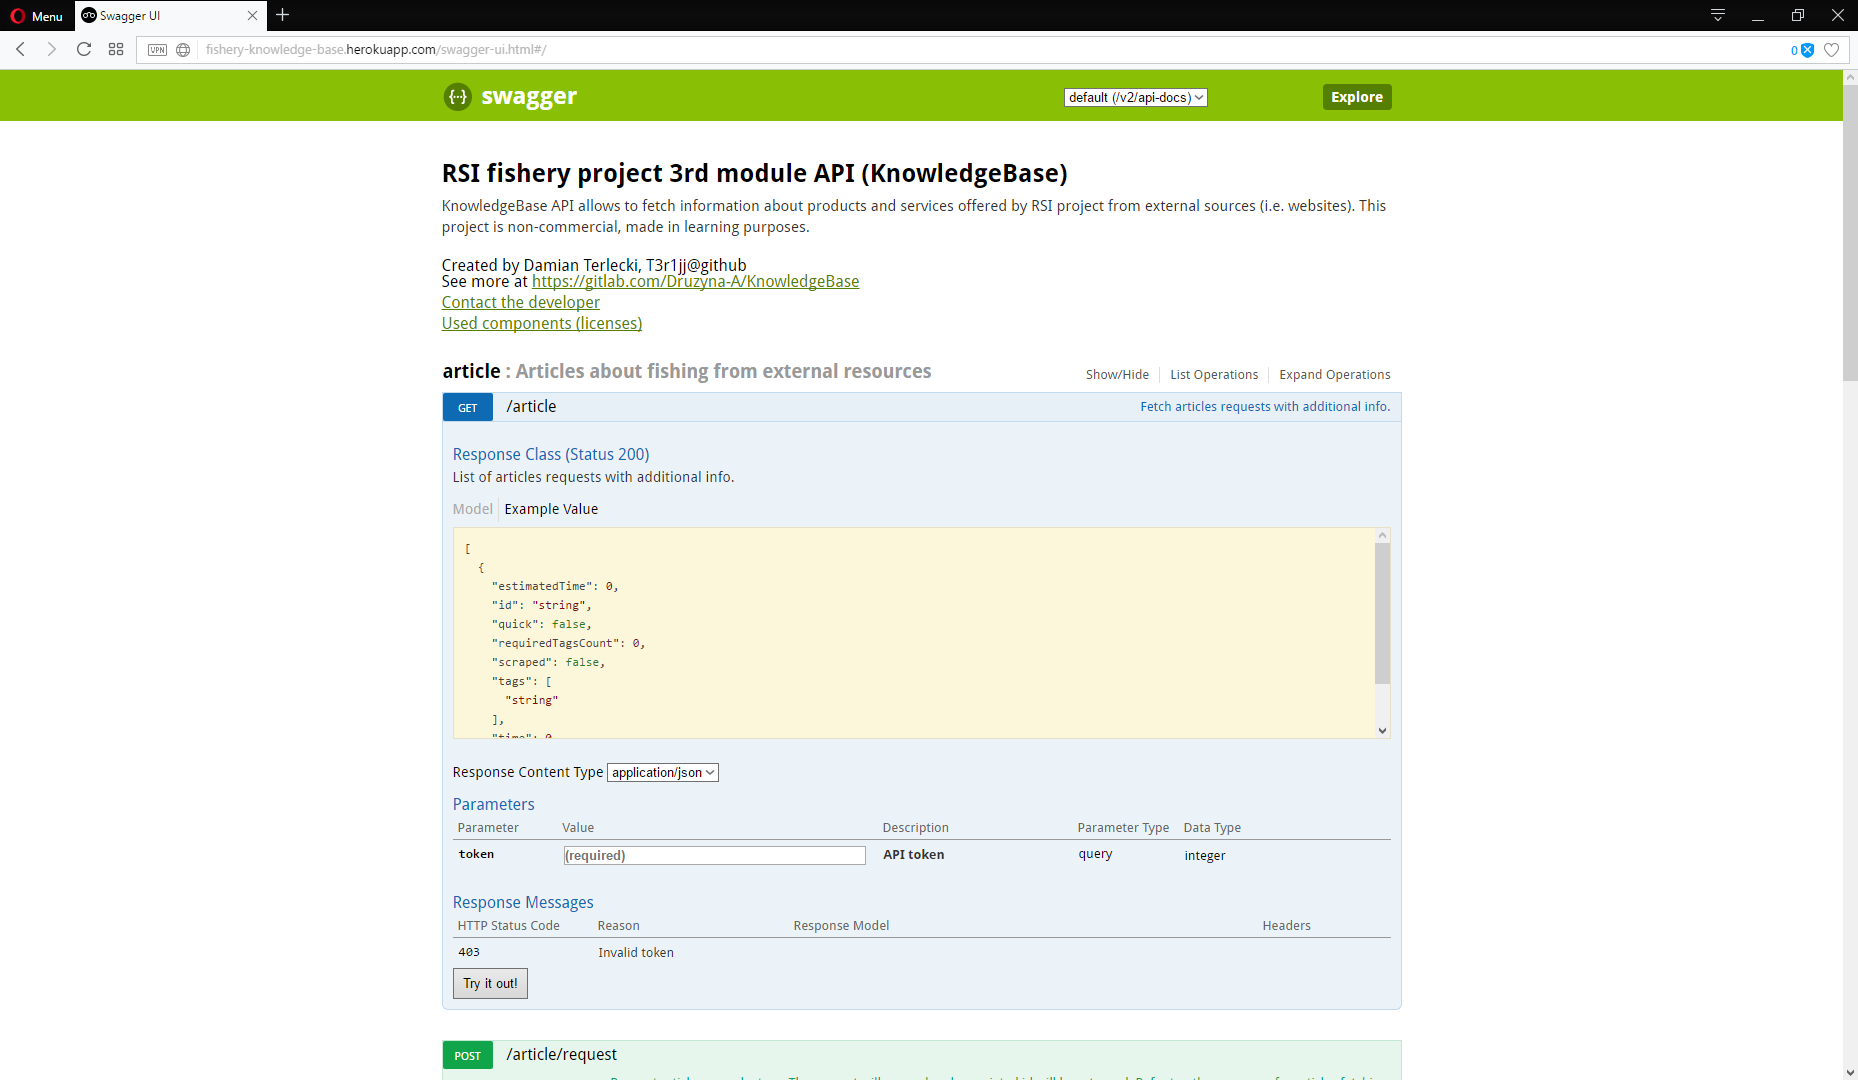 Menu
Swagger UI
VPN
fishery-knowledge-base.herokuapp.com/swagger-ui.html#/
0
{···} swagger
default (/v2/api-docs)
Explore
RSI fishery project 3rd module API (KnowledgeBase)
KnowledgeBase API allows to fetch information about products and services offered by RSI project from external sources (i.e. websites). This
project is non-commercial, made in learning purposes.
Created by Damian Terlecki, T3r1jj@github
See more at https://gitlab.com/Druzyna-A/KnowledgeBase
Contact the developer
Used components (licenses)
article : Articles about fishing from external resources
Show/Hide List Operations Expand Operations
GET /article Fetch articles requests with additional info.
Response Class (Status 200)
List of articles requests with additional info.
Model Example Value
[
{
"estimatedTime": 0,
"id": "string",
"quick": false,
"requiredTagsCount": 0,
"scraped": false,
"tags": [
"string"
],
"time": 0
Response Content Type application/json
Parameters
Parameter Value Description Parameter Type Data Type
token (required) API token query integer
Response Messages
HTTP Status Code Reason Response Model Headers
403 Invalid token
Try it out!
POST /article/request